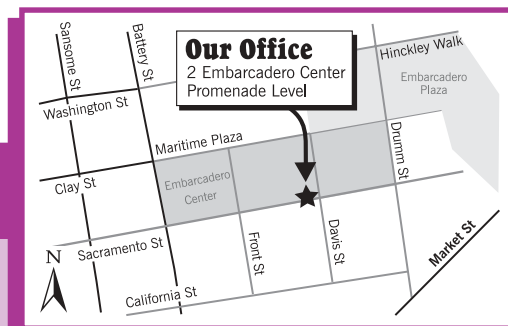 Sansome St
Battery St
Our Office
2 Embarcadero Center
Promenade Level
Hinckley Walk
Embarcadero
Plaza
Washington St
Maritime Plaza
Drumm St
Clay St
Embarcadero
Center
Sacramento St
Front St
Davis St
Market St
N
California St